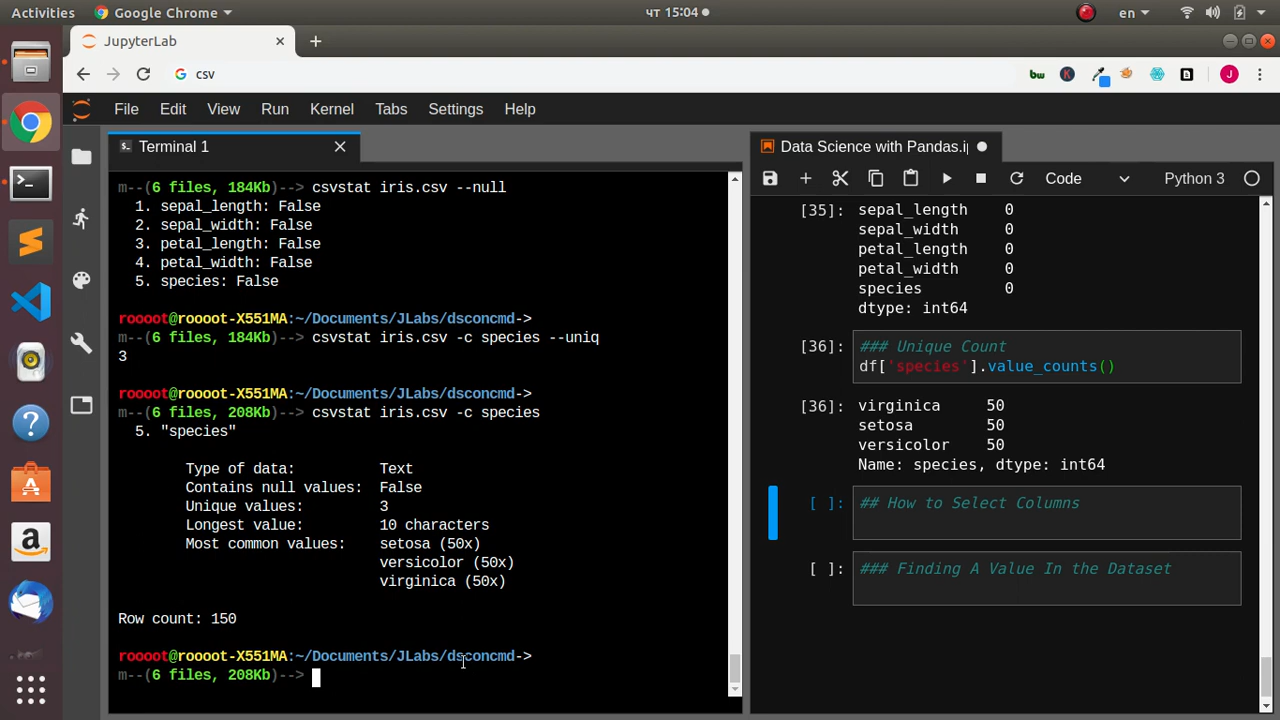 Activities
Google Chrome
чт 15:04
en
JupyterLab
csv
bw
K
J
File Edit View Run Kernel Tabs Settings Help
Terminal 1
m--(6 files, 184Kb)--> csvstat iris.csv --null
1. sepal_length: False
2. sepal_width: False
3. petal_length: False
4. petal_width: False
5. species: False
roooot@roooot-X551MA:~/Documents/JLabs/dsconcmd->
m--(6 files, 184Kb)--> csvstat iris.csv -c species --uniq
3
roooot@roooot-X551MA:~/Documents/JLabs/dsconcmd->
m--(6 files, 208Kb)--> csvstat iris.csv -c species
5. "species"
Type of data: Text
Contains null values: False
Unique values: 3
Longest value: 10 characters
Most common values: setosa (50x)
versicolor (50x)
virginica (50x)
Row count: 150
roooot@roooot-X551MA:~/Documents/JLabs/dsconcmd->
m--(6 files, 208Kb)-->
Data Science with Pandas.i
Code
Python 3
[35]: sepal_length 0
sepal_width 0
petal_length 0
petal_width 0
species 0
dtype: int64
[36]: ### Unique Count
df['species'].value_counts()
[36]: virginica 50
setosa 50
versicolor 50
Name: species, dtype: int64
[ ]: ## How to Select Columns
[ ]: ### Finding A Value In the Dataset